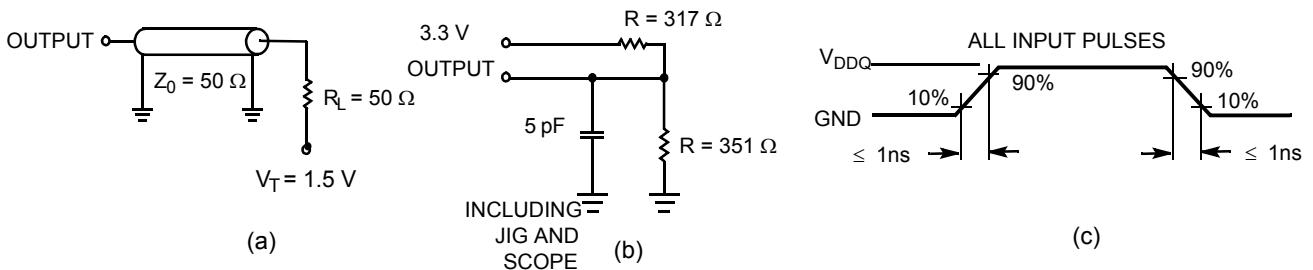 OUTPUT
Z0 = 50 Ω
RL = 50 Ω
VT = 1.5 V
(a)
R = 317 Ω
3.3 V
OUTPUT
5 pF
R = 351 Ω
INCLUDING
JIG AND
SCOPE
(b)
ALL INPUT PULSES
VDDQ
GND
10%
90%
90%
10%
≤ 1ns
≤ 1ns
(c)